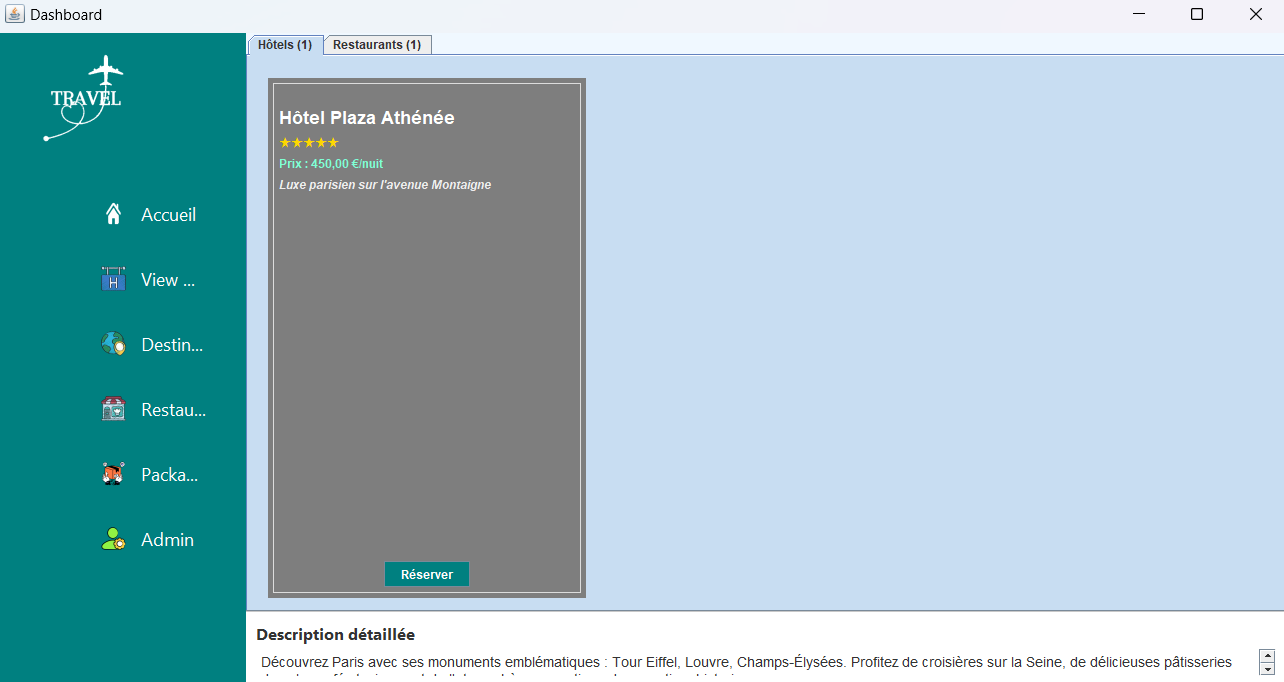 Dashboard
TRAVEL
Accueil
View ...
Destin...
Restau...
Packa...
Admin
Hôtels (1)
Restaurants (1)
Hôtel Plaza Athénée
★★★★★
Prix : 450,00 €/nuit
Luxe parisien sur l'avenue Montaigne
Réserver
Description détaillée
Découvrez Paris avec ses monuments emblématiques : Tour Eiffel, Louvre, Champs-Élysées. Profitez de croisières sur la Seine, de délicieuses pâtisseries